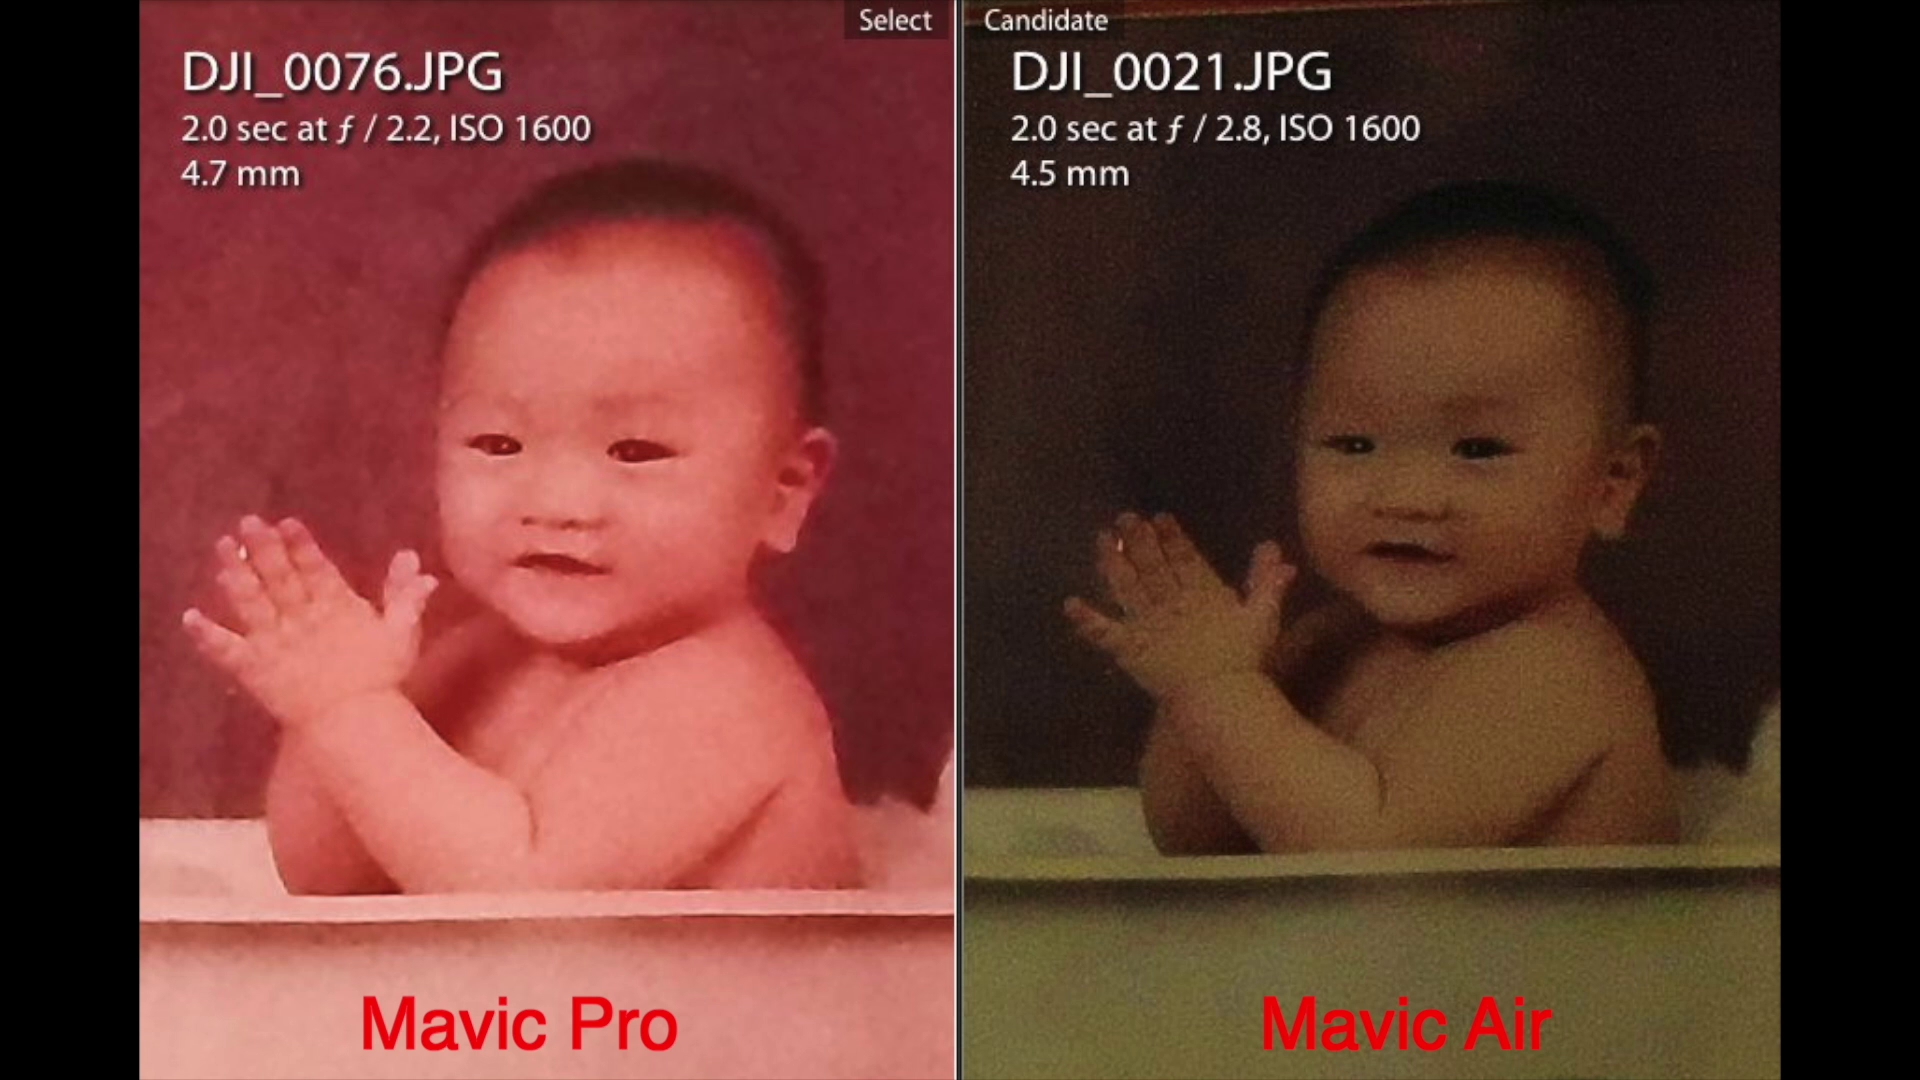 Select
DJI_0076.JPG
2.0 sec at ƒ / 2.2, ISO 1600
4.7 mm
Mavic Pro
Candidate
DJI_0021.JPG
2.0 sec at ƒ / 2.8, ISO 1600
4.5 mm
Mavic Air